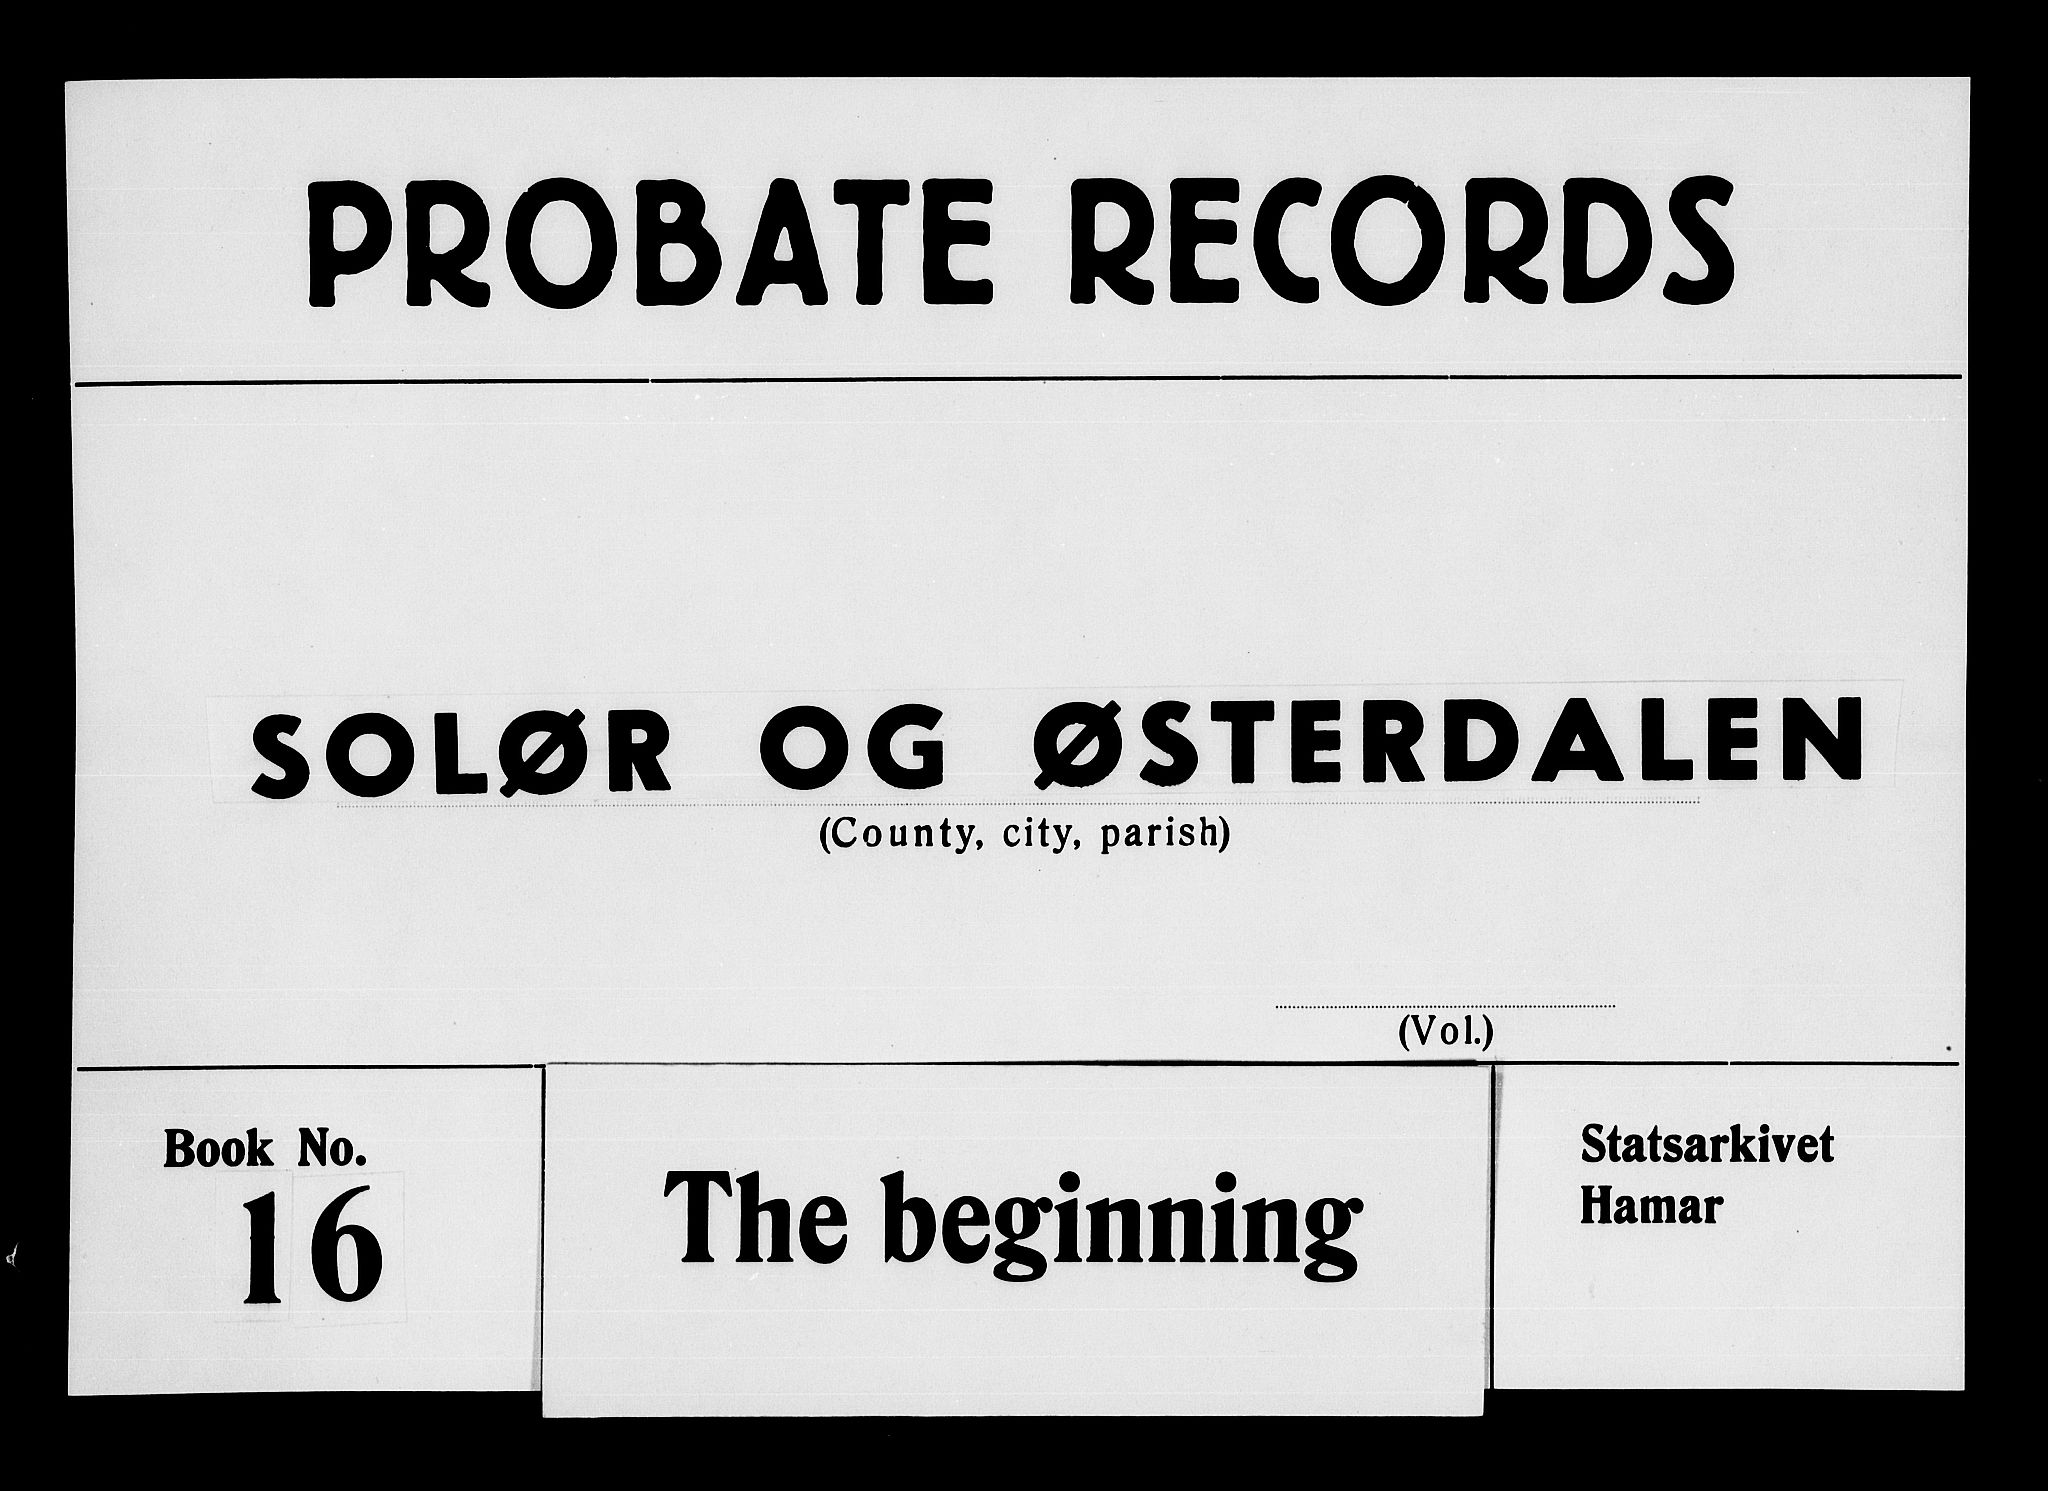 PROBATE RECORDS
SOLØR OG ØSTERDALEN
(County, city, parish)
(Vol.)
Book No.
16
The beginning
Statsarkivet
Hamar